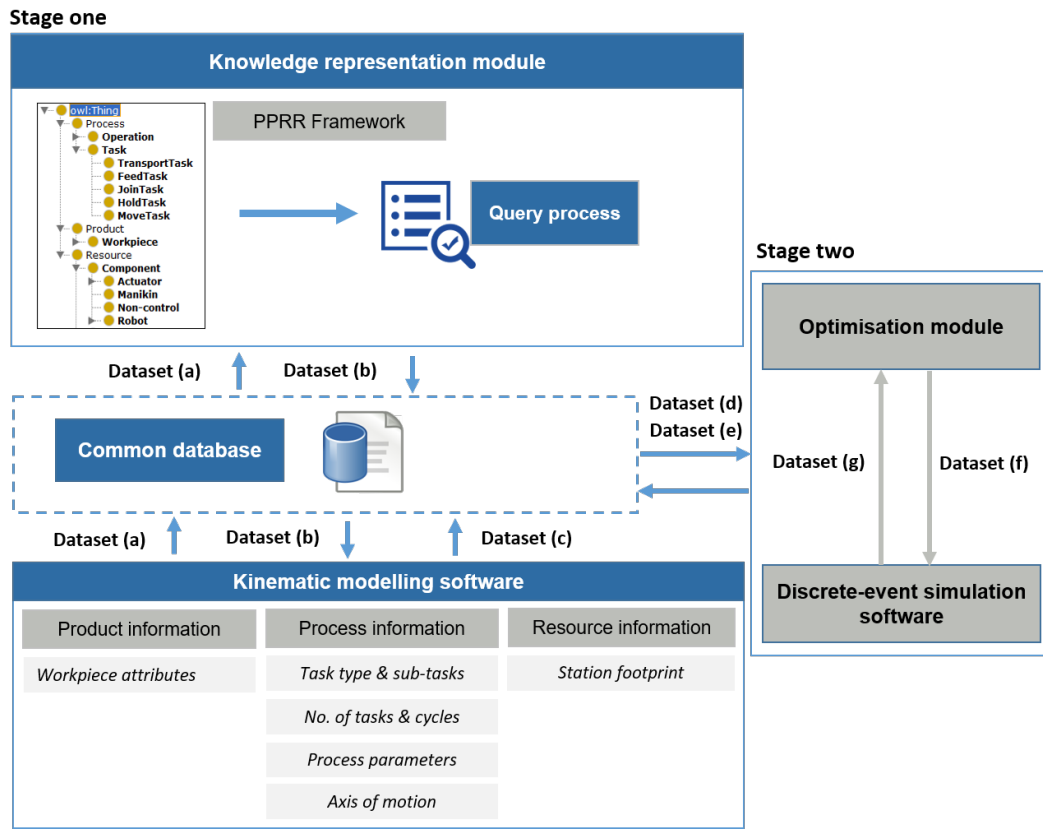 Stage one
Knowledge representation module
owl:Thing
Process
Operation
Task
TransportTask
FeedTask
JoinTask
HoldTask
MoveTask
Product
Workpiece
Resource
Component
Actuator
Manikin
Non-control
Robot
PPRR Framework
Query process
Stage two
Optimisation module
Dataset (g)
Dataset (f)
Discrete-event simulation
software
Dataset (a)
Dataset (b)
Dataset (d)
Dataset (e)
Common database
Dataset (a)
Dataset (b)
Dataset (c)
Kinematic modelling software
Product information
Process information
Resource information
Workpiece attributes
Task type & sub-tasks
Station footprint
No. of tasks & cycles
Process parameters
Axis of motion